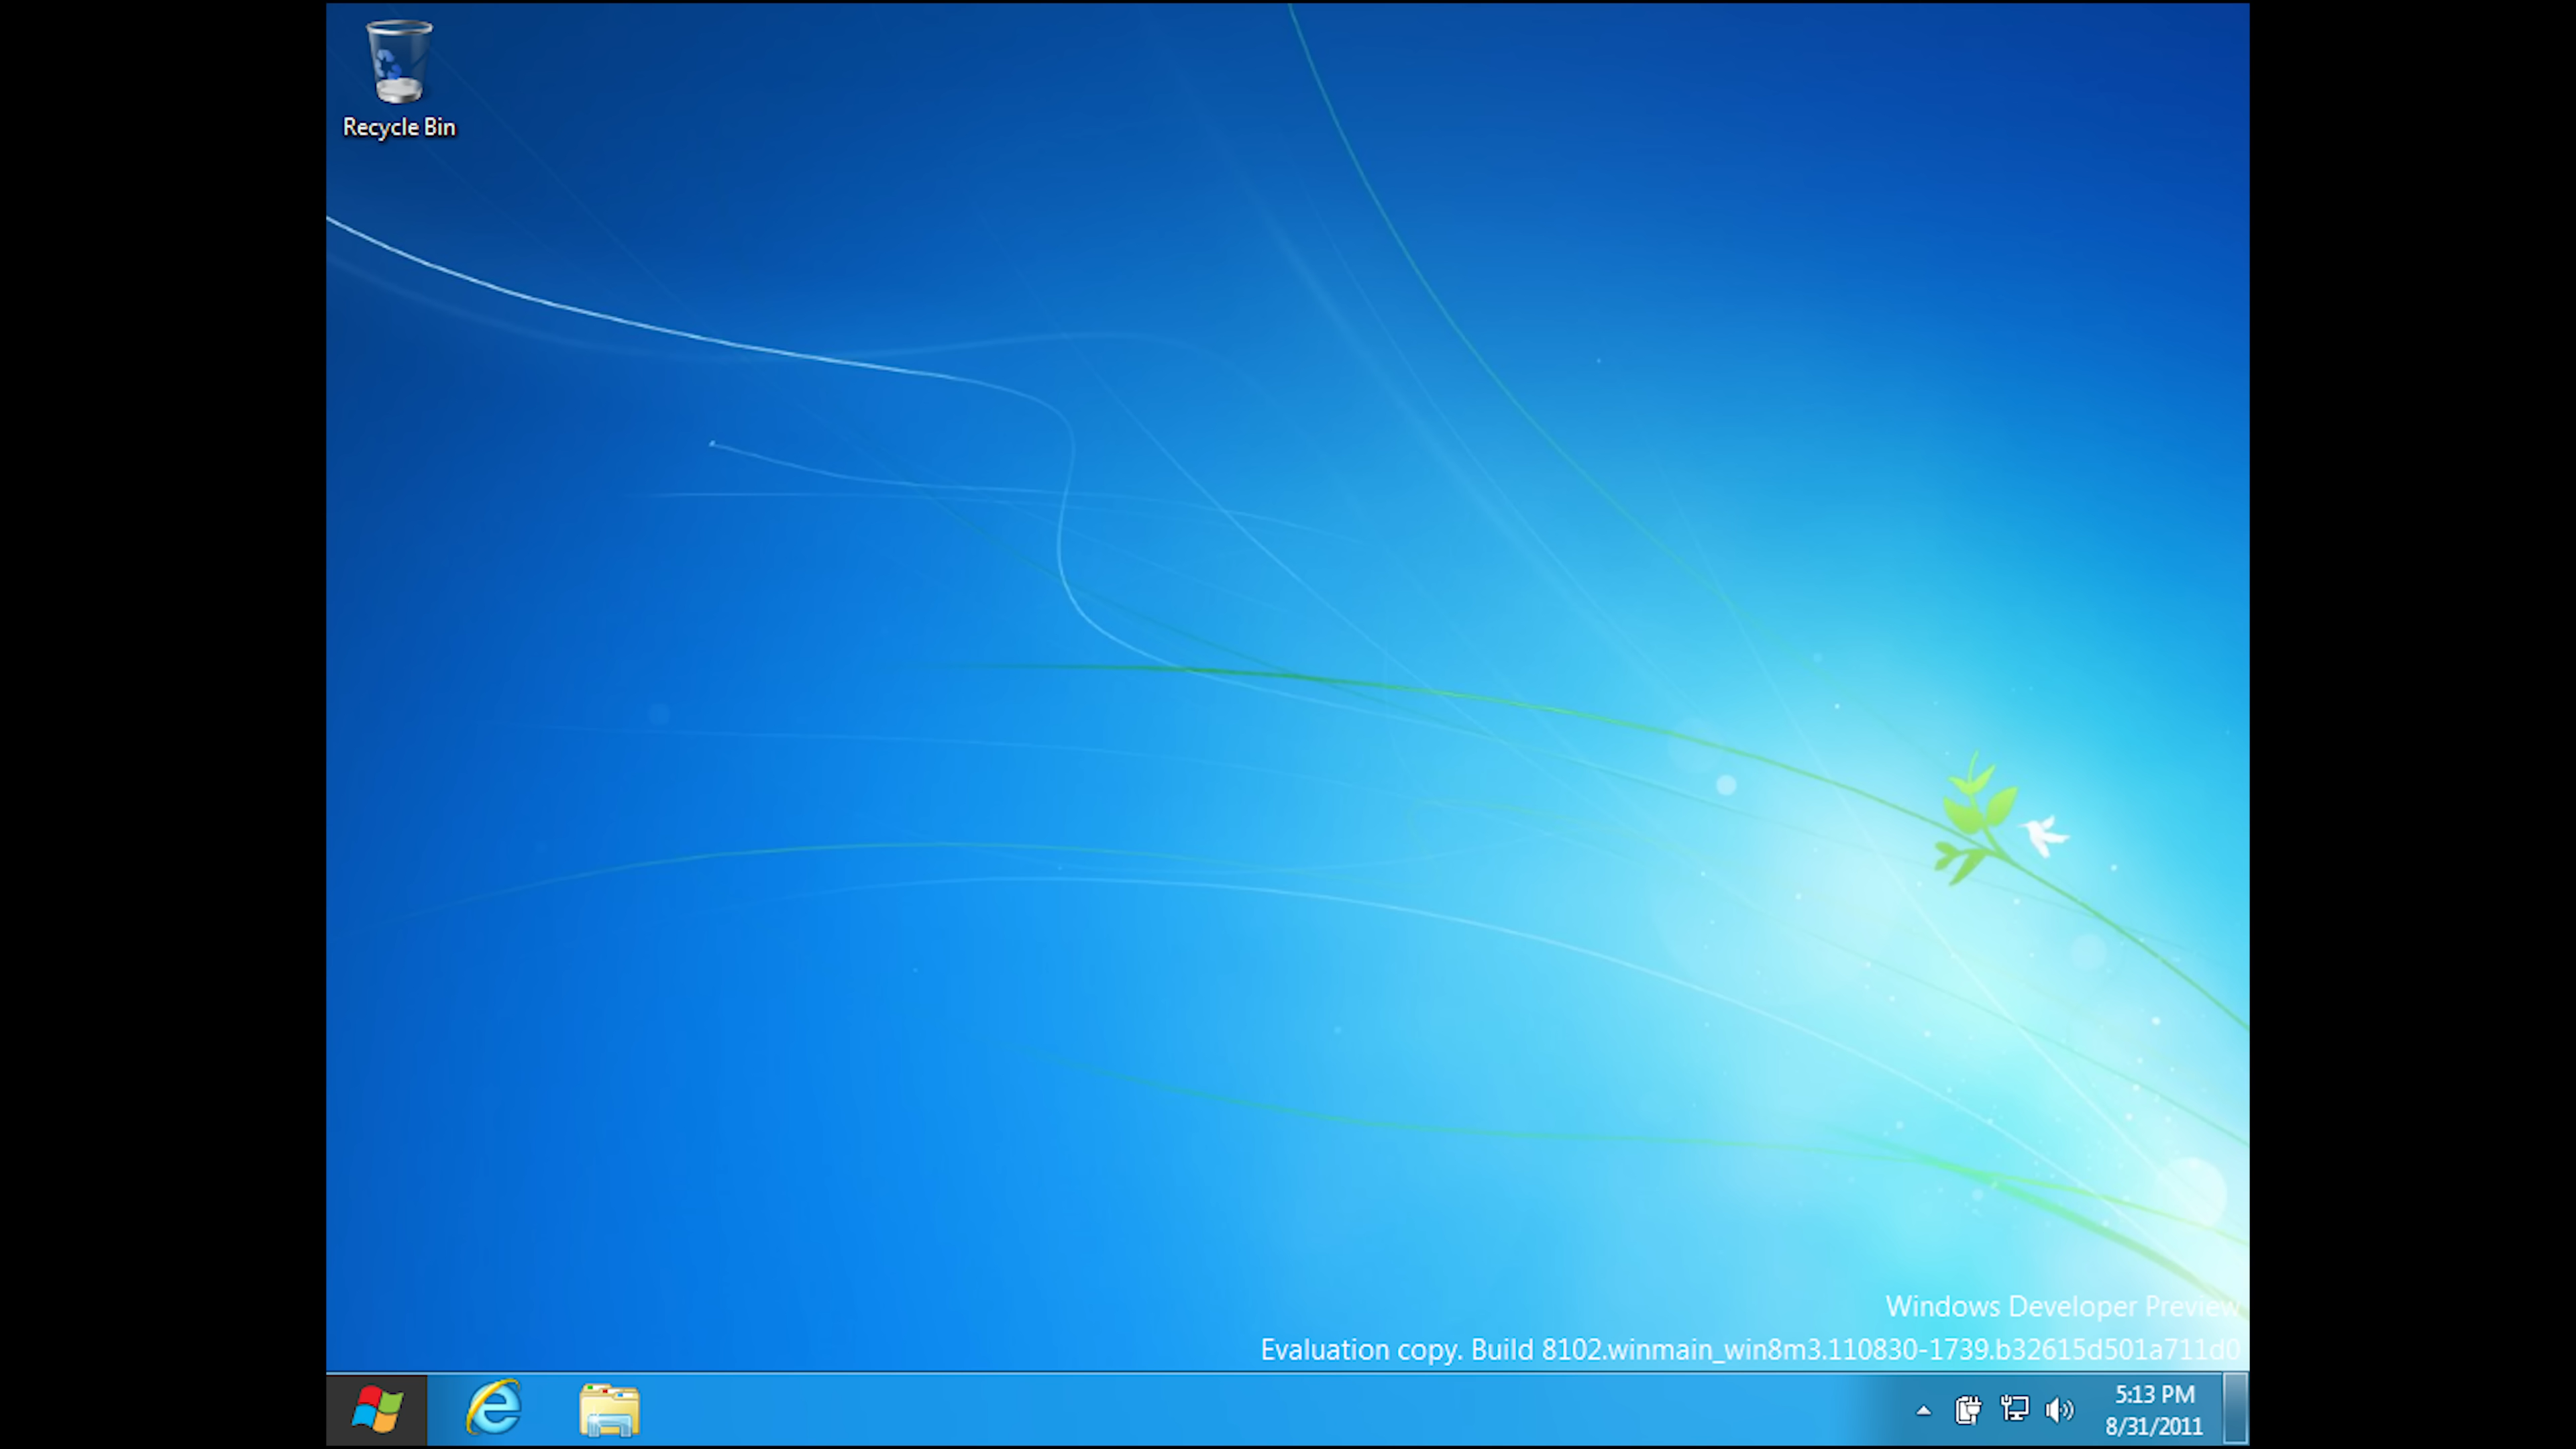 Recycle Bin
Windows Developer Preview
Evaluation copy. Build 8102.winmain_win8m3.110830-1739.b32615d501a711d0
5:13 PM
8/31/2011